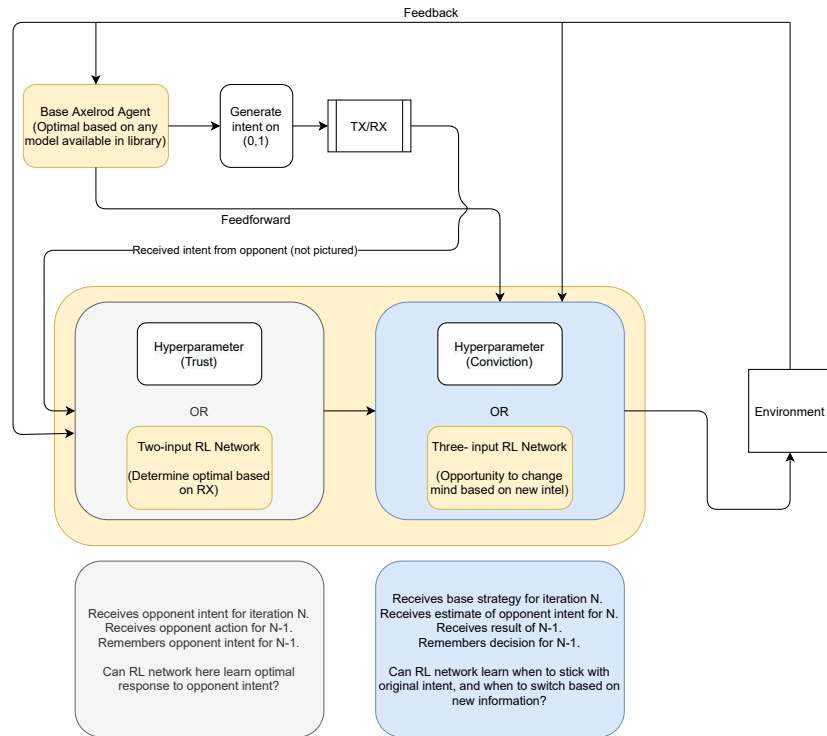 Feedback
Base Axelrod Agent
(Optimal based on any
model available in library)
Generate
intent on
(0,1)
TX/RX
Feedforward
Received intent from opponent (not pictured)
Hyperparameter
(Trust)
OR
Two-input RL Network
(Determine optimal based
on RX)
Hyperparameter
(Conviction)
OR
Three- input RL Network
(Opportunity to change
mind based on new intel)
Environment
Receives opponent intent for iteration N.
Receives opponent action for N-1.
Remembers opponent intent for N-1.
Can RL network here learn optimal
response to opponent intent?
Receives base strategy for iteration N.
Receives estimate of opponent intent for N.
Receives result of N-1.
Remembers decision for N-1.
Can RL network learn when to stick with
original intent, and when to switch based on
new information?